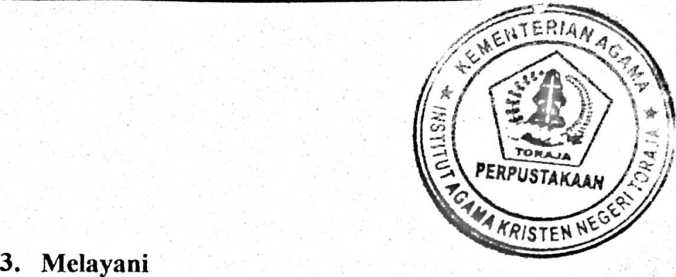 KEMENTERIAN AGAMA
INSTITUT AGAMA KRISTEN NEGERI TORAJA
TORAJA
PERPUSTAKAAN
3. Melayani